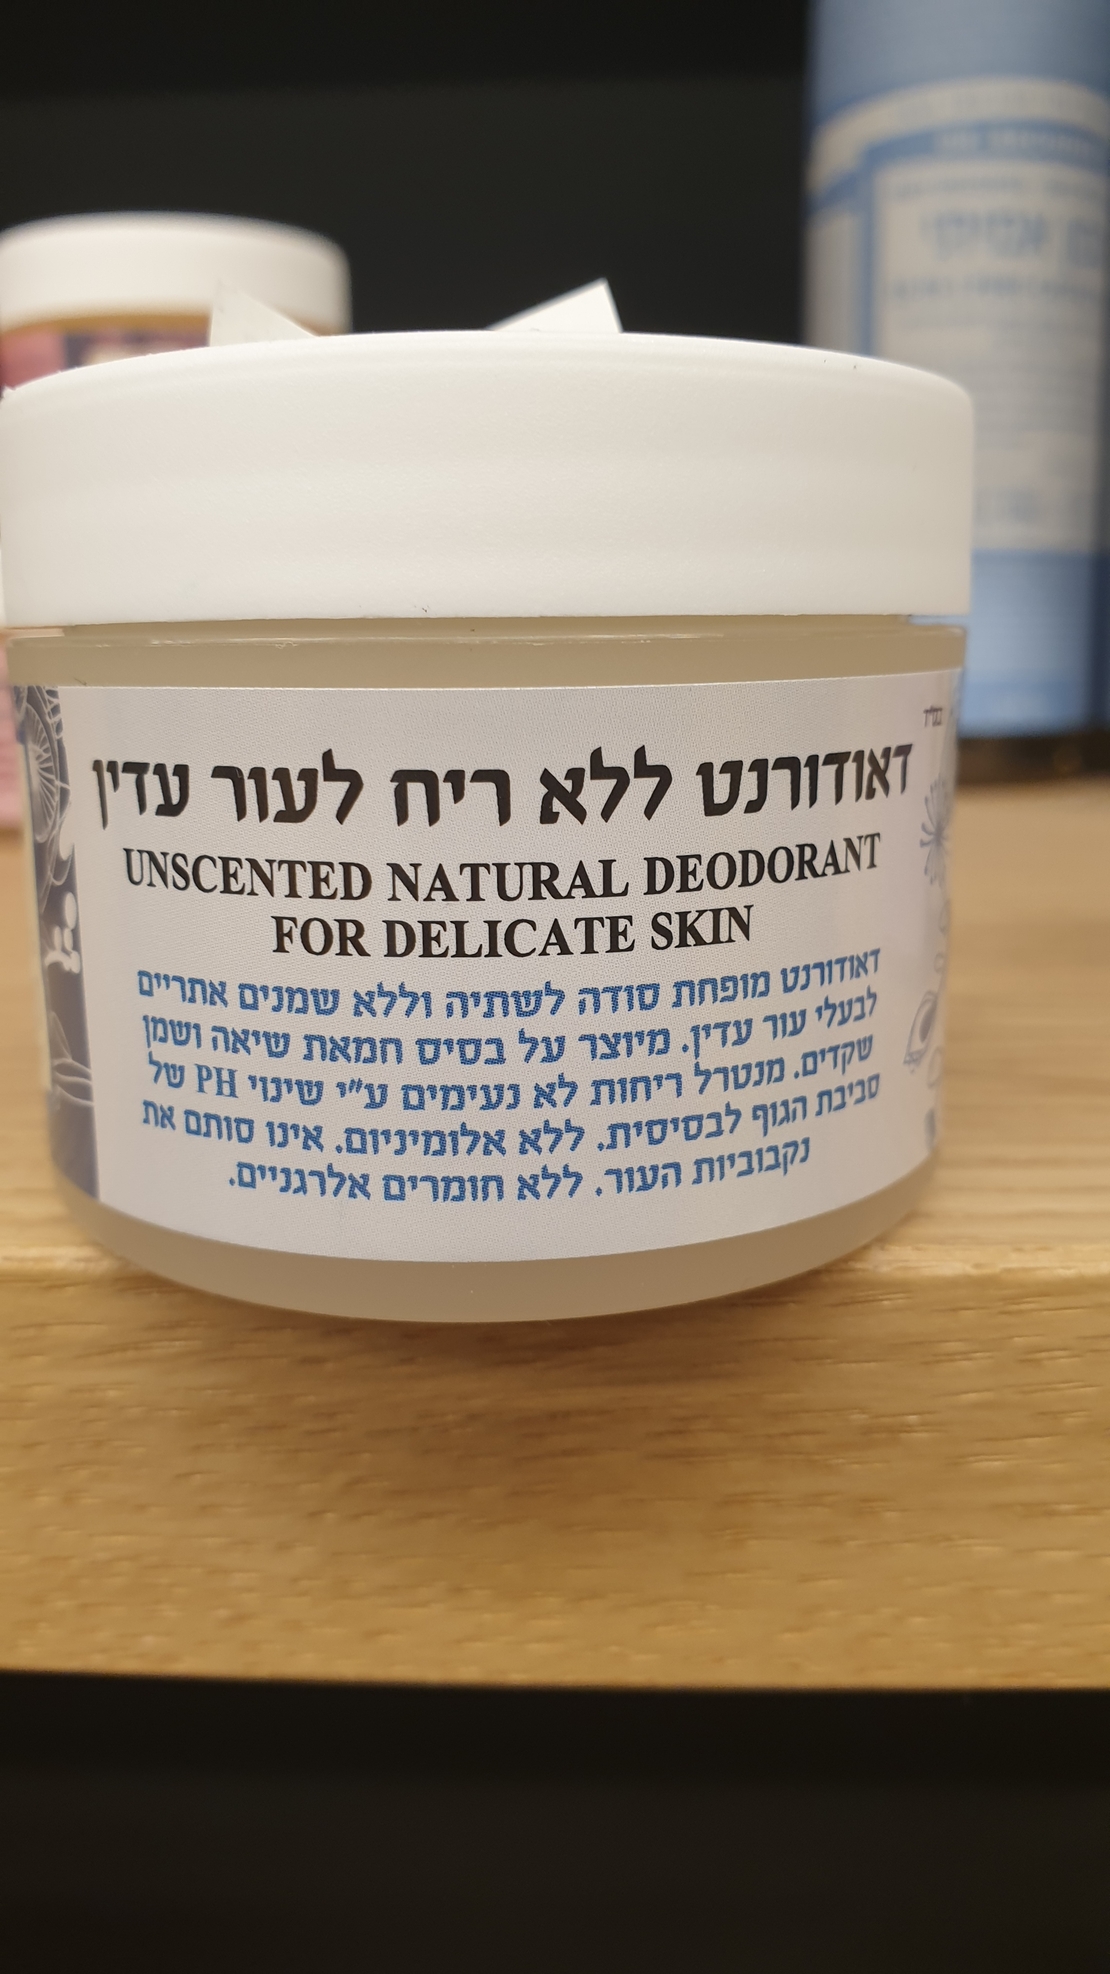 בס"ד
דאודורנט ללא ריח לעור עדין
UNSCENTED NATURAL DEODORANT
FOR DELICATE SKIN
דאודורנט מופחת סודה לשתיה וללא שמנים אתריים
לבעלי עור עדין. מיוצר על בסיס חמאת שיאה ושמן
שקדים. מנטרל ריחות לא נעימים ע"י שינוי PH של
סביבת הגוף לבסיסית. ללא אלומיניום. אינו סותם את
נקבוביות העור. ללא חומרים אלרגניים.